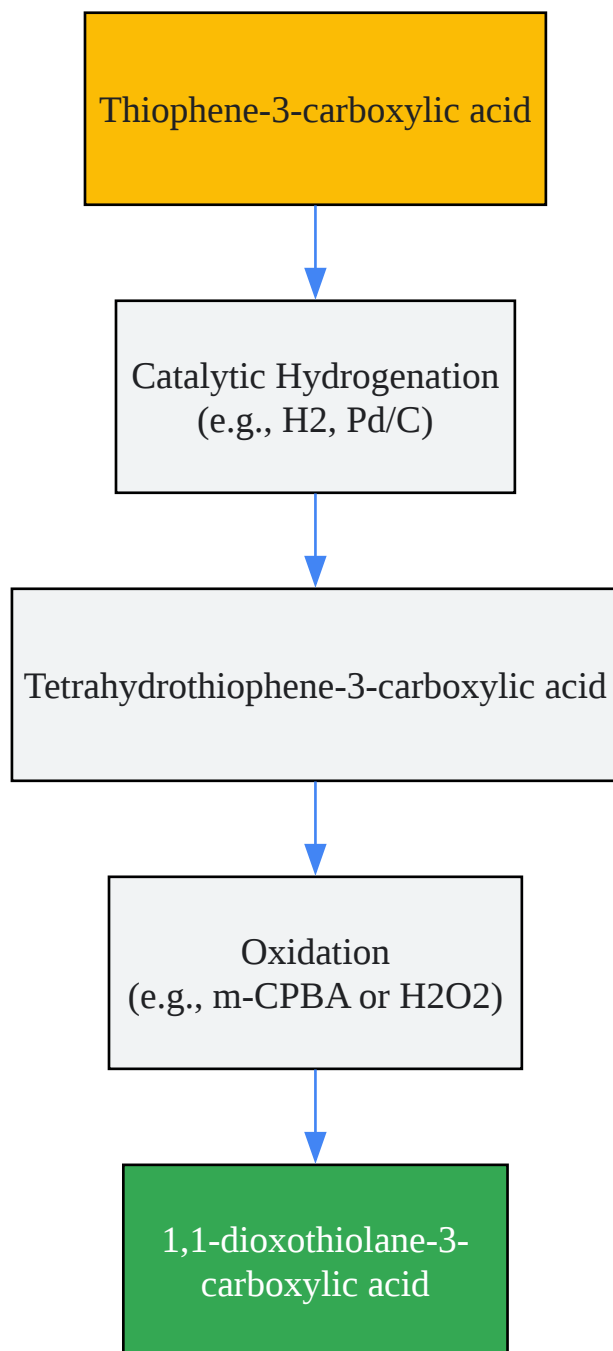 Thiophene-3-carboxylic acid
Catalytic Hydrogenation
(e.g., H2, Pd/C)
Tetrahydrothiophene-3-carboxylic acid
Oxidation
(e.g., m-CPBA or H2O2)
1,1-dioxothiolane-3-
carboxylic acid